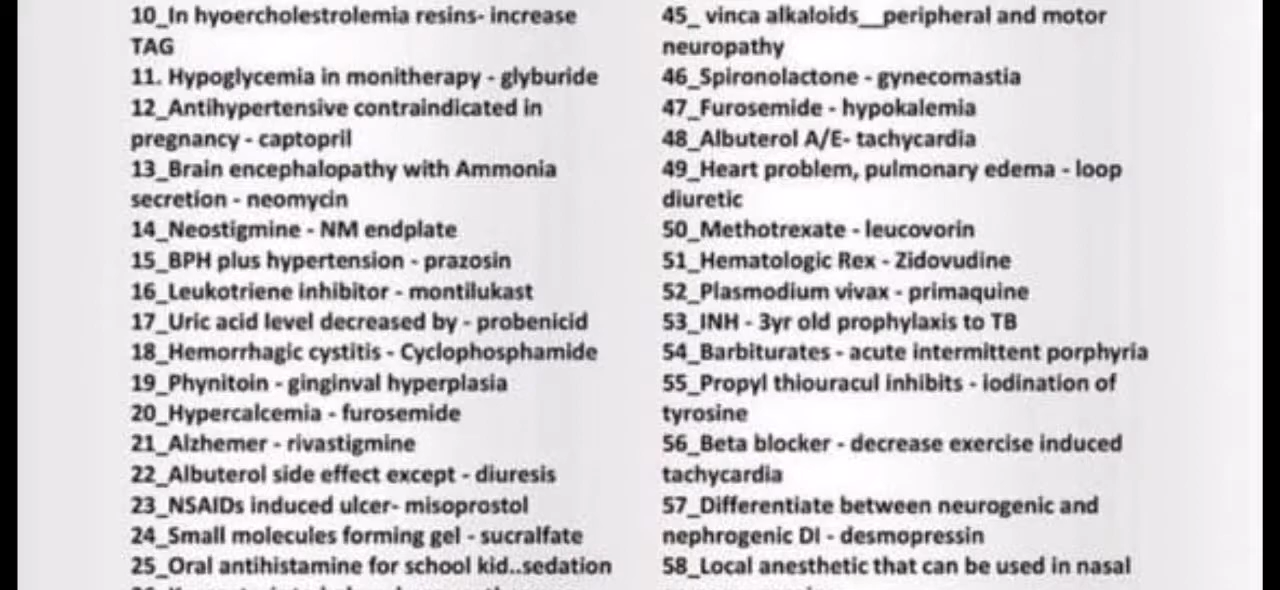 10_In hyoercholestrolemia resins- increase
TAG
11. Hypoglycemia in monitherapy - glyburide
12_Antihypertensive contraindicated in
pregnancy - captopril
13_Brain encephalopathy with Ammonia
secretion - neomycin
14_Neostigmine - NM endplate
15_BPH plus hypertension - prazosin
16_Leukotriene inhibitor - montilukast
17_Uric acid level decreased by - probenicid
18_Hemorrhagic cystitis - Cyclophosphamide
19_Phynitoin - ginginval hyperplasia
20_Hypercalcemia - furosemide
21_Alzhemer - rivastigmine
22_Albuterol side effect except - diuresis
23_NSAIDs induced ulcer- misoprostol
24_Small molecules forming gel - sucralfate
25_Oral antihistamine for school kid..sedation
45_ vinca alkaloids__peripheral and motor
neuropathy
46_Spironolactone - gynecomastia
47_Furosemide - hypokalemia
48_Albuterol A/E- tachycardia
49_Heart problem, pulmonary edema - loop
diuretic
50_Methotrexate - leucovorin
51_Hematologic Rex - Zidovudine
52_Plasmodium vivax - primaquine
53_INH - 3yr old prophylaxis to TB
54_Barbiturates - acute intermittent porphyria
55_Propyl thiouracul inhibits - iodination of
tyrosine
56_Beta blocker - decrease exercise induced
tachycardia
57_Differentiate between neurogenic and
nephrogenic DI - desmopressin
58_Local anesthetic that can be used in nasal